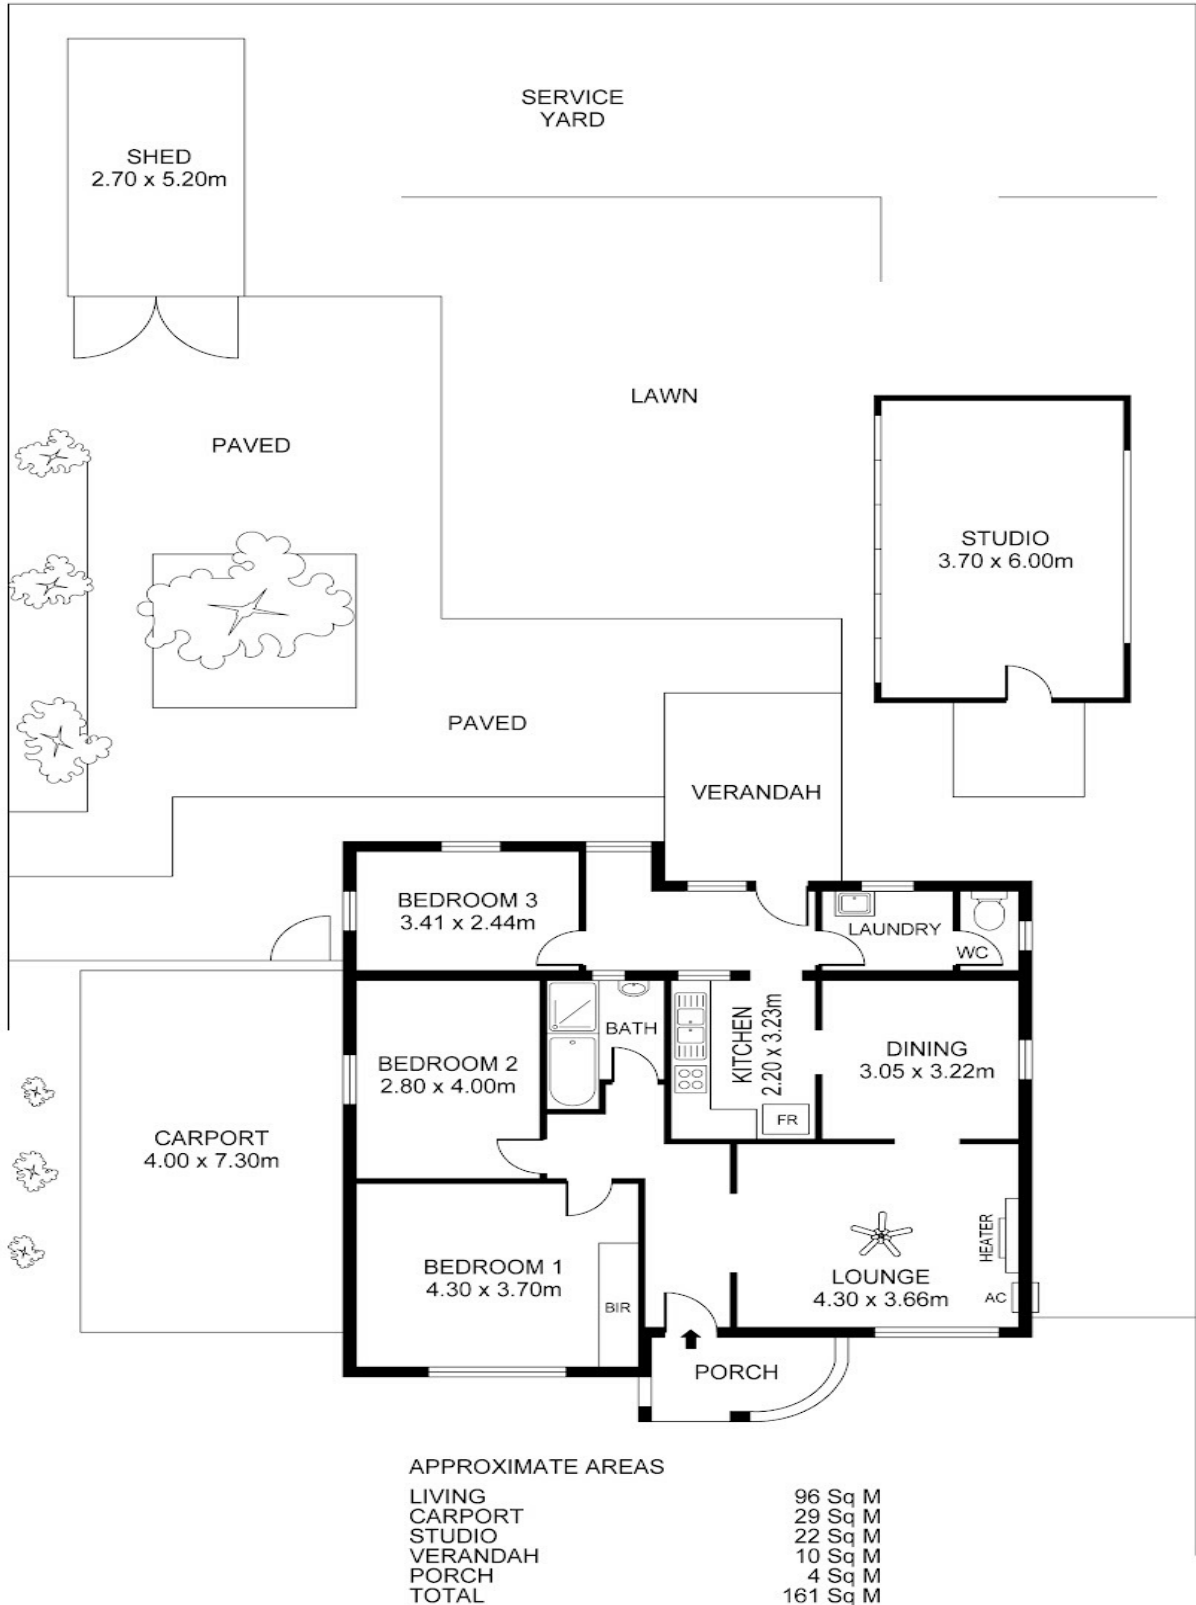 SERVICE
YARD
SHED
2.70 x 5.20m
LAWN
PAVED
STUDIO
3.70 x 6.00m
PAVED
VERANDAH
BEDROOM 3
3.41 x 2.44m
LAUNDRY
WC
BATH
KITCHEN
2.20 x 3.23m
DINING
3.05 x 3.22m
BEDROOM 2
2.80 x 4.00m
FR
CARPORT
4.00 x 7.30m
HEATER
BEDROOM 1
4.30 x 3.70m
LOUNGE
4.30 x 3.66m
AC
BIR
PORCH
APPROXIMATE AREAS
LIVING 96 Sq M
CARPORT 29 Sq M
STUDIO 22 Sq M
VERANDAH 10 Sq M
PORCH 4 Sq M
TOTAL 161 Sq M